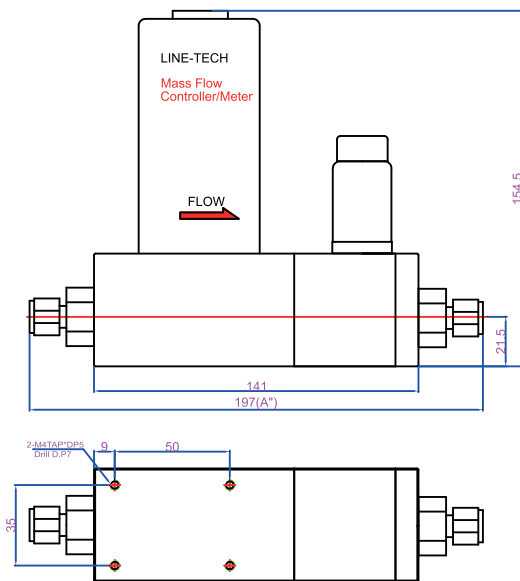 LINE-TECH
Mass Flow
Controller/Meter
FLOW
154.5
21.5
141
197(A")
2-M4TAP"DP5
Drill D.P7
9
50
35